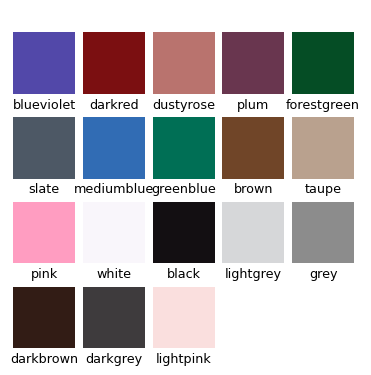 blueviolet darkred dustyrose plum forestgreen
slate mediumblue greenblue brown taupe
pink white black lightgrey grey
darkbrown darkgrey lightpink